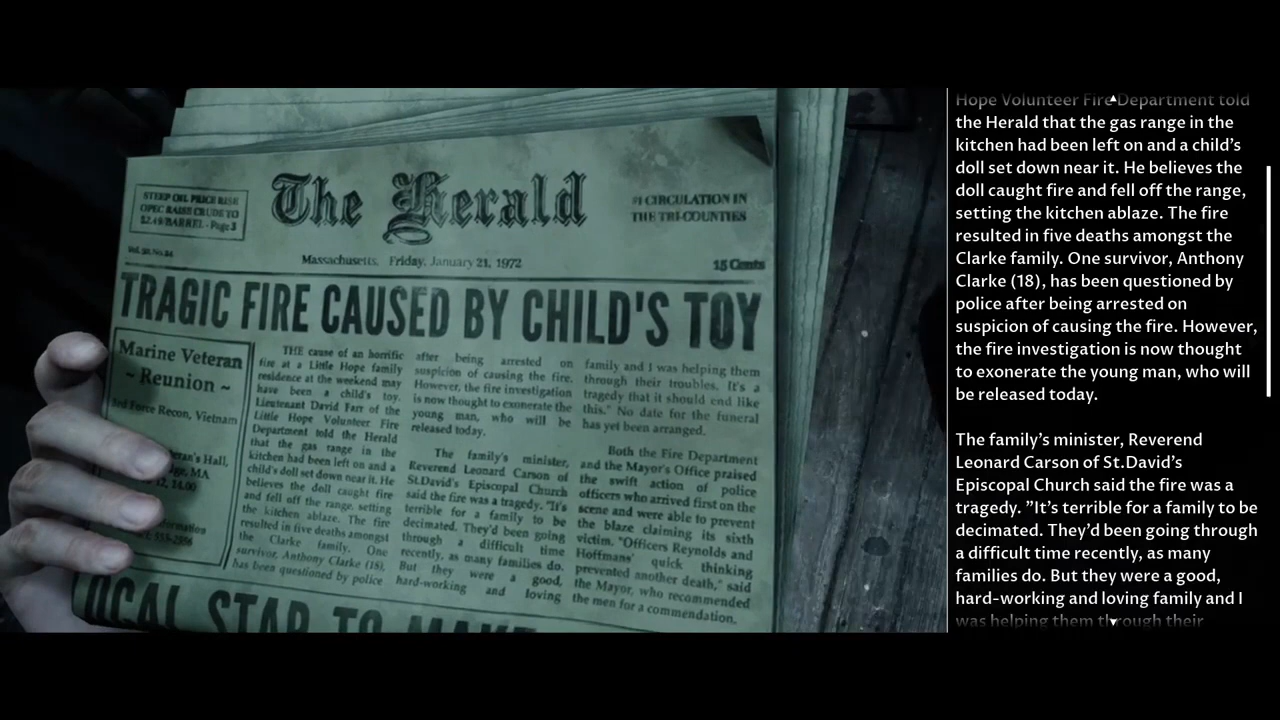 STEEP OIL PRICE RISE
OPEC RAISE CRUDE TO
$2.49/BARREL - Page 3
The Herald
#1 CIRCULATION IN
THE TRI-COUNTIES
Massachusetts, Friday, January 21, 1972
15 Cents
TRAGIC FIRE CAUSED BY CHILD'S TOY
Marine Veteran
~ Reunion ~
3rd Force Recon, Vietnam
THE cause of an horrific
fire at a Little Hope family
residence at the weekend may
have been a child's toy.
Lieutenant David Farr of the
Little Hope Volunteer Fire
Department told the Herald
that the gas range in the
kitchen had been left on and a
child's doll set down near it. He
believes the doll caught fire
and fell off the range, setting
the kitchen ablaze. The fire
resulted in five deaths amongst
the Clarke family. One
survivor, Anthony Clarke (18),
has been questioned by police
after being arrested on
suspicion of causing the fire.
However, the fire investigation
is now thought to exonerate the
young man, who will be
released today.
The family's minister,
Reverend Leonard Carson of
St.David's Episcopal Church
said the fire was a tragedy. "It's
terrible for a family to be
decimated. They'd been going
through a difficult time
recently, as many families do.
But they were a good,
hard-working and loving
family and I was helping them
through their troubles. It's a
tragedy that it should end like
this." No date for the funeral
has yet been arranged.
Both the Fire Department
and the Mayor's Office praised
the swift action of police
officers who arrived first on the
scene and were able to prevent
the blaze claiming its sixth
victim. "Officers Reynolds and
Hoffmans' quick thinking
prevented another death," said
the Mayor, who recommended
the men for a commendation.
OCAL STAR TO MAKE
Hope Volunteer Fire Department told
the Herald that the gas range in the
kitchen had been left on and a child's
doll set down near it. He believes the
doll caught fire and fell off the range,
setting the kitchen ablaze. The fire
resulted in five deaths amongst the
Clarke family. One survivor, Anthony
Clarke (18), has been questioned by
police after being arrested on
suspicion of causing the fire. However,
the fire investigation is now thought
to exonerate the young man, who will
be released today.
The family's minister, Reverend
Leonard Carson of St.David's
Episcopal Church said the fire was a
tragedy. "It's terrible for a family to be
decimated. They'd been going through
a difficult time recently, as many
families do. But they were a good,
hard-working and loving family and I
was helping them through their